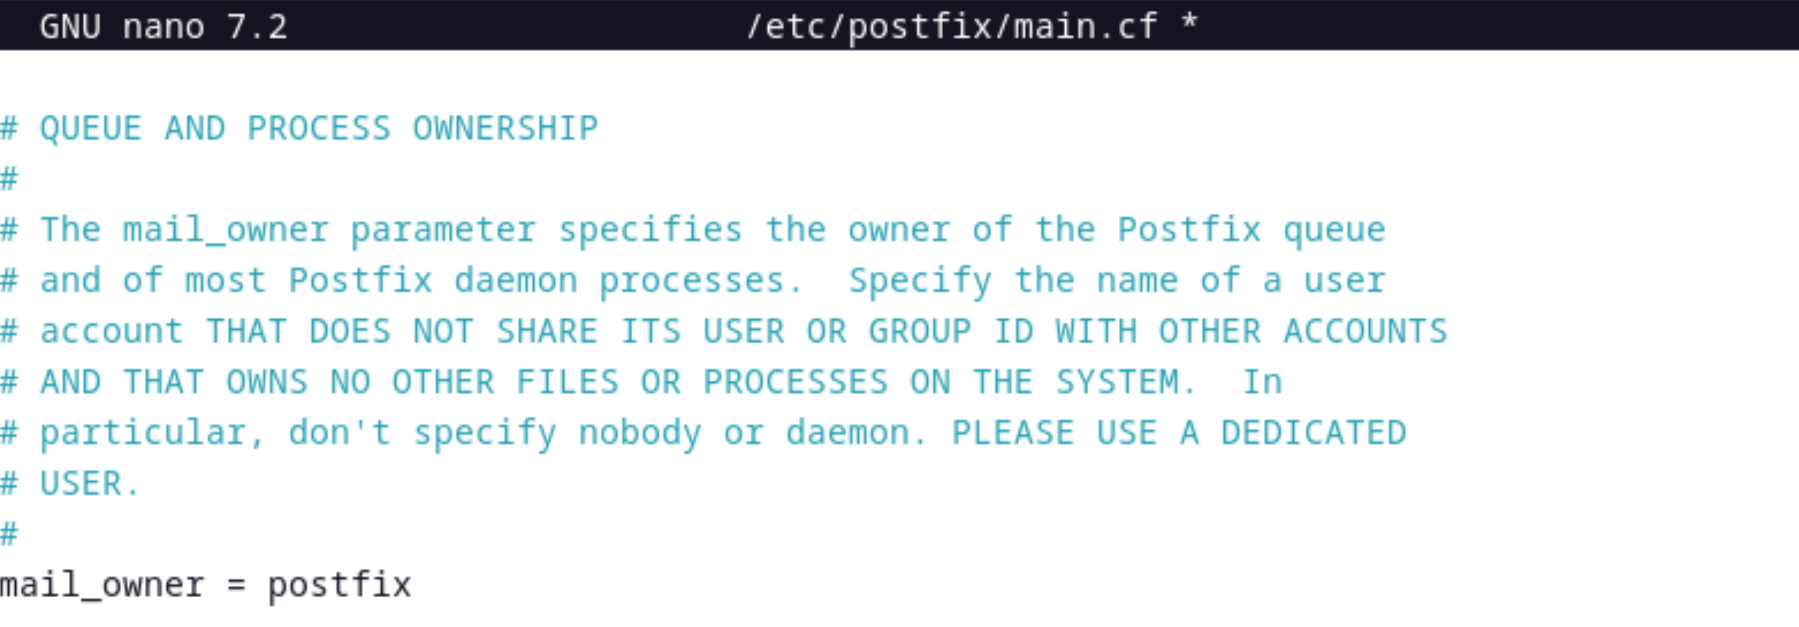 GNU nano 7.2 /etc/postfix/main.cf *
# QUEUE AND PROCESS OWNERSHIP
#
# The mail_owner parameter specifies the owner of the Postfix queue
# and of most Postfix daemon processes.  Specify the name of a user
# account THAT DOES NOT SHARE ITS USER OR GROUP ID WITH OTHER ACCOUNTS
# AND THAT OWNS NO OTHER FILES OR PROCESSES ON THE SYSTEM.  In
# particular, don't specify nobody or daemon. PLEASE USE A DEDICATED
# USER.
#
mail_owner = postfix